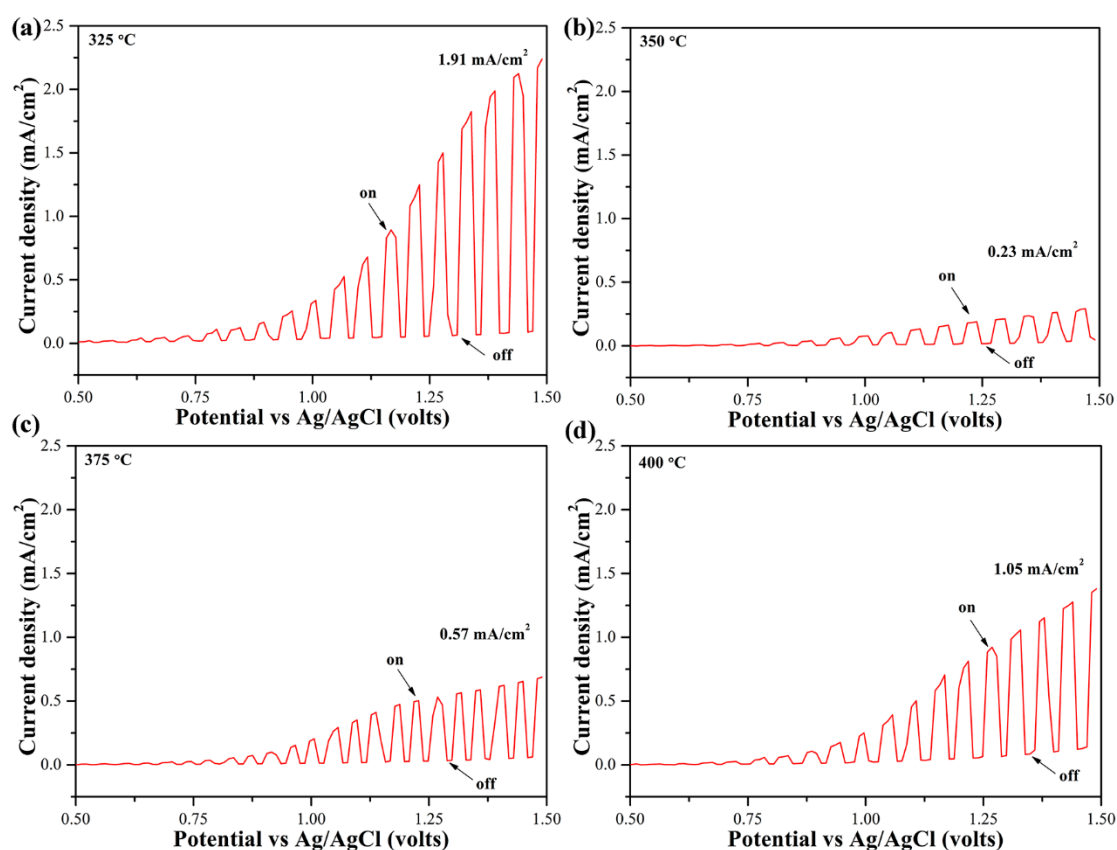 (a)
325 °C
1.91 mA/cm²
on
off
Current density (mA/cm²)
2.5
2.0
1.5
1.0
0.5
0.0
0.50
0.75
1.00
1.25
1.50
Potential vs Ag/AgCl (volts)
(b)
350 °C
0.23 mA/cm²
on
off
Current density (mA/cm²)
2.5
2.0
1.5
1.0
0.5
0.0
0.50
0.75
1.00
1.25
1.50
Potential vs Ag/AgCl (volts)
(c)
375 °C
0.57 mA/cm²
on
off
Current density (mA/cm²)
2.5
2.0
1.5
1.0
0.5
0.0
0.50
0.75
1.00
1.25
1.50
Potential vs Ag/AgCl (volts)
(d)
400 °C
1.05 mA/cm²
on
off
Current density (mA/cm²)
2.5
2.0
1.5
1.0
0.5
0.0
0.50
0.75
1.00
1.25
1.50
Potential vs Ag/AgCl (volts)